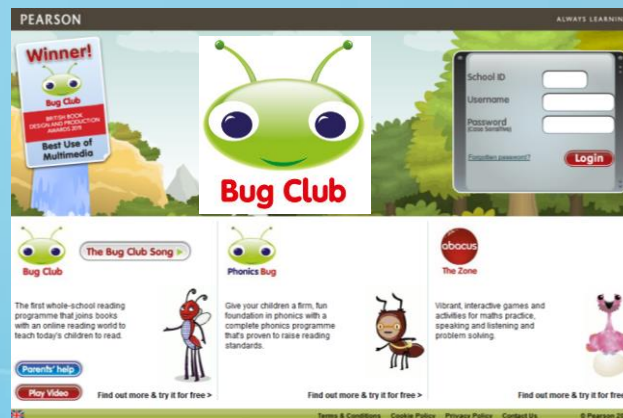 PEARSON
ALWAYS LEARNING
Winner!
Bug Club
BRITISH BOOK
DESIGN AND PRODUCTION
Best Use of
Multimedia
Bug Club
School ID
Username
Password
(Case Sensitive)
Forgotten password?
Login
Bug Club
The Bug Club Song
The first whole-school reading
programme that joins books
with an online reading world to
teach today's children to read.
Parents' help
Play Video
Find out more & try it for free >
Phonics Bug
Give your children a firm, fun
foundation in phonics with a
complete phonics programme
that's proven to raise reading
standards.
Find out more & try it for free >
abacus
The Zone
Vibrant, interactive games and
activities for maths practice,
speaking and listening and
problem solving.
Find out more & try it for free
Terms & Conditions Cookie Policy Privacy Policy Contact Us © Pearson